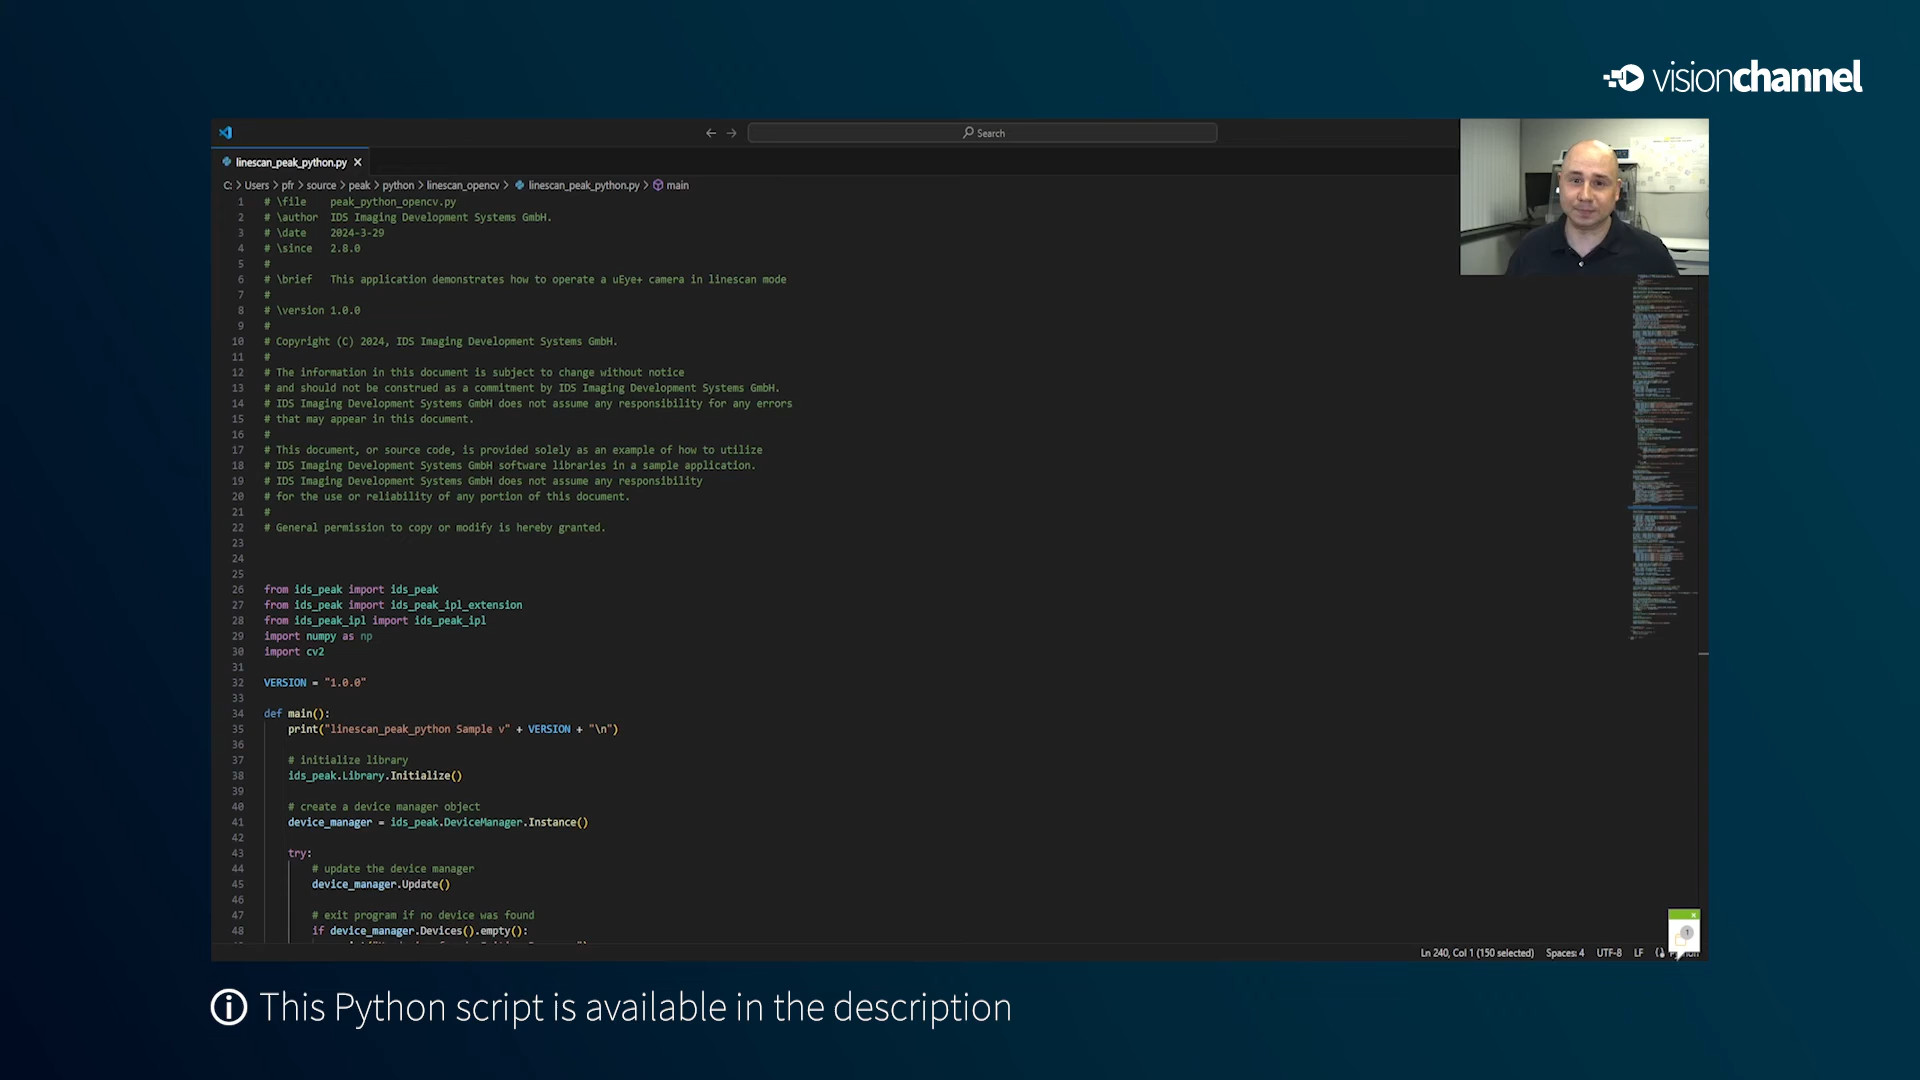 visionchannel
Search
linescan_peak_python.py
C: > Users > pfr > source > peak > python > linescan_opencv > linescan_peak_python.py > main
1 # \file peak_python_opencv.py
2 # \author IDS Imaging Development Systems GmbH.
3 # \date 2024-3-29
4 # \since 2.8.0
5 #
6 # \brief This application demonstrates how to operate a uEye+ camera in linescan mode
7 #
8 # \version 1.0.0
9 #
10 # Copyright (C) 2024, IDS Imaging Development Systems GmbH.
11 #
12 # The information in this document is subject to change without notice
13 # and should not be construed as a commitment by IDS Imaging Development Systems GmbH.
14 # IDS Imaging Development Systems GmbH does not assume any responsibility for any errors
15 # that may appear in this document.
16 #
17 # This document, or source code, is provided solely as an example of how to utilize
18 # IDS Imaging Development Systems GmbH software libraries in a sample application.
19 # IDS Imaging Development Systems GmbH does not assume any responsibility
20 # for the use or reliability of any portion of this document.
21 #
22 # General permission to copy or modify is hereby granted.
23
24
25
26 from ids_peak import ids_peak
27 from ids_peak import ids_peak_ipl_extension
28 from ids_peak_ipl import ids_peak_ipl
29 import numpy as np
30 import cv2
31
32 VERSION = "1.0.0"
33
34 def main():
35 print("linescan_peak_python Sample v" + VERSION + "\n")
36
37 # initialize library
38 ids_peak.Library.Initialize()
39
40 # create a device manager object
41 device_manager = ids_peak.DeviceManager.Instance()
42
43 try:
44 # update the device manager
45 device_manager.Update()
46
47 # exit program if no device was found
48 if device_manager.Devices().empty():
1
Ln 240, Col 1 (150 selected) Spaces: 4 UTF-8 LF
This Python script is available in the description